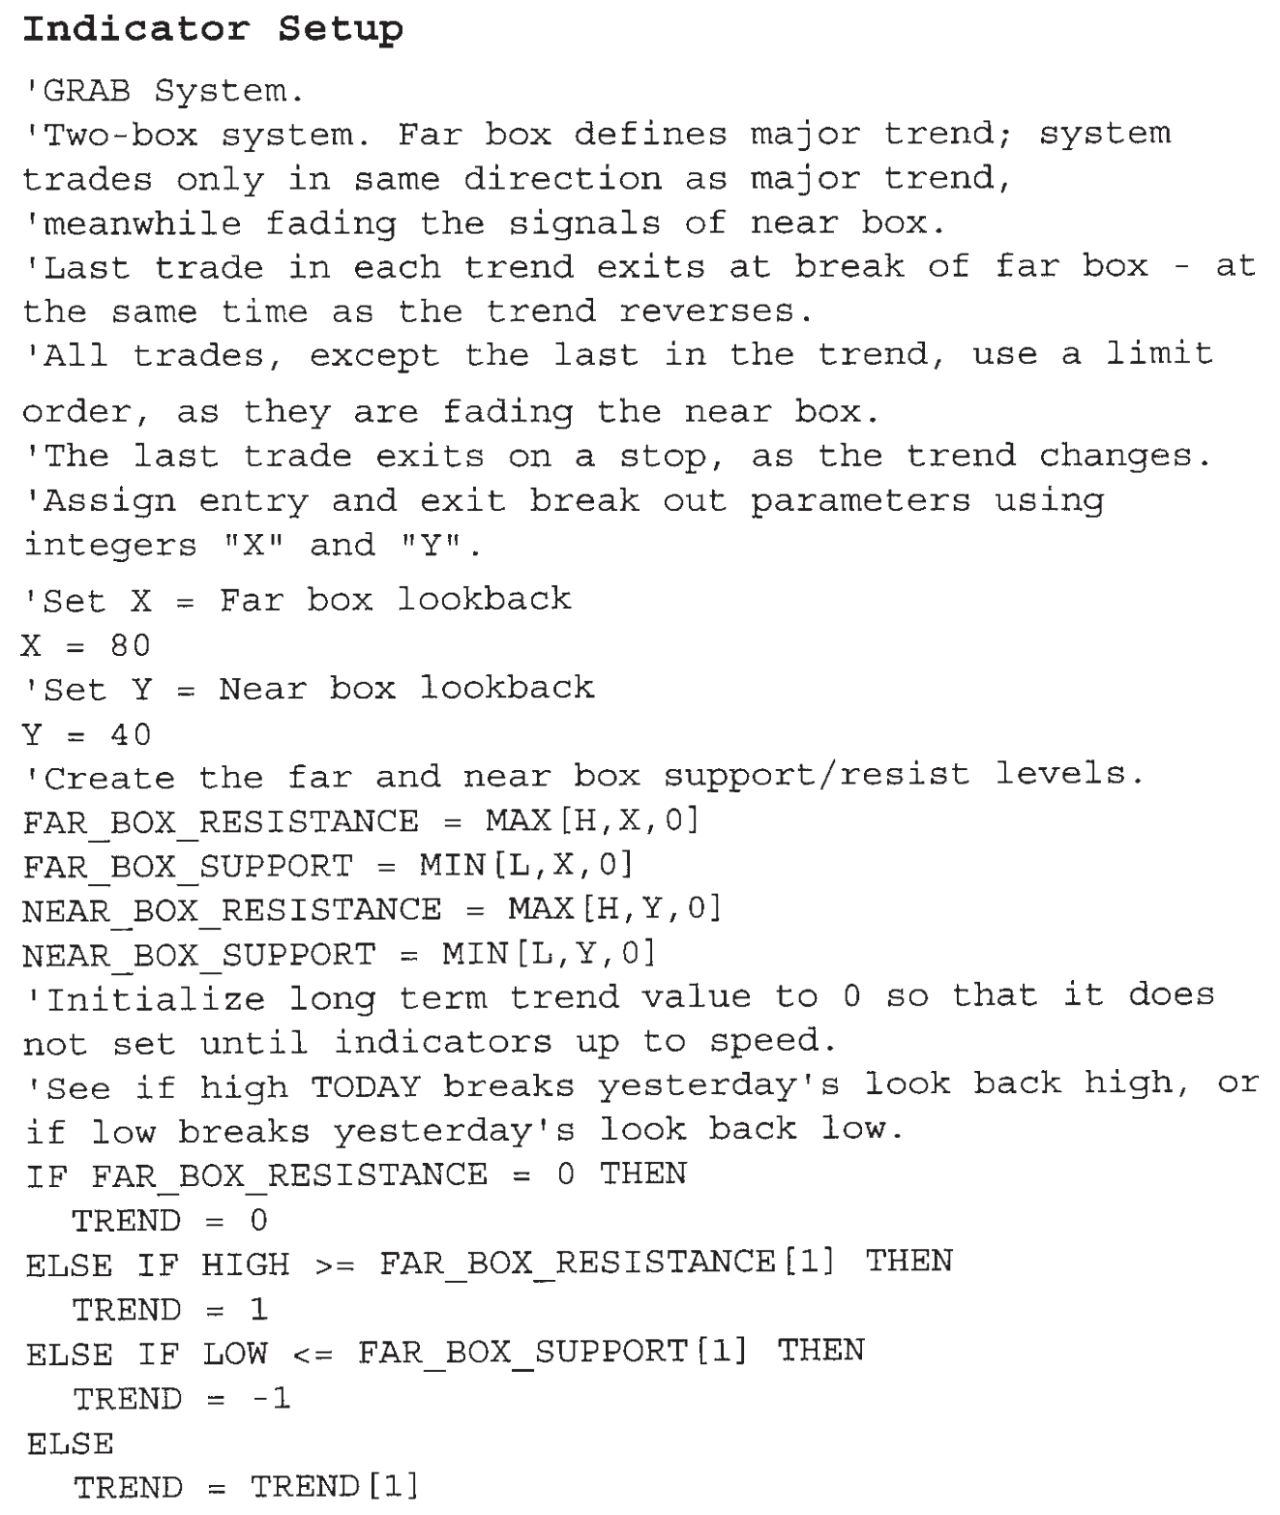 Indicator Setup
'GRAB System.
'Two-box system. Far box defines major trend; system
trades only in same direction as major trend,
'meanwhile fading the signals of near box.
'Last trade in each trend exits at break of far box - at
the same time as the trend reverses.
'All trades, except the last in the trend, use a limit
order, as they are fading the near box.
'The last trade exits on a stop, as the trend changes.
'Assign entry and exit break out parameters using
integers "X" and "Y".
'Set X = Far box lookback
X = 80
'Set Y = Near box lookback
Y = 40
'Create the far and near box support/resist levels.
FAR_BOX_RESISTANCE = MAX[H,X,0]
FAR_BOX_SUPPORT = MIN[L,X,0]
NEAR_BOX_RESISTANCE = MAX[H,Y,0]
NEAR_BOX_SUPPORT = MIN[L,Y,0]
'Initialize long term trend value to 0 so that it does
not set until indicators up to speed.
'See if high TODAY breaks yesterday's look back high, or
if low breaks yesterday's look back low.
IF FAR_BOX_RESISTANCE = 0 THEN
TREND = 0
ELSE IF HIGH >= FAR_BOX_RESISTANCE[1] THEN
TREND = 1
ELSE IF LOW <= FAR_BOX_SUPPORT[1] THEN
TREND = -1
ELSE
TREND = TREND[1]